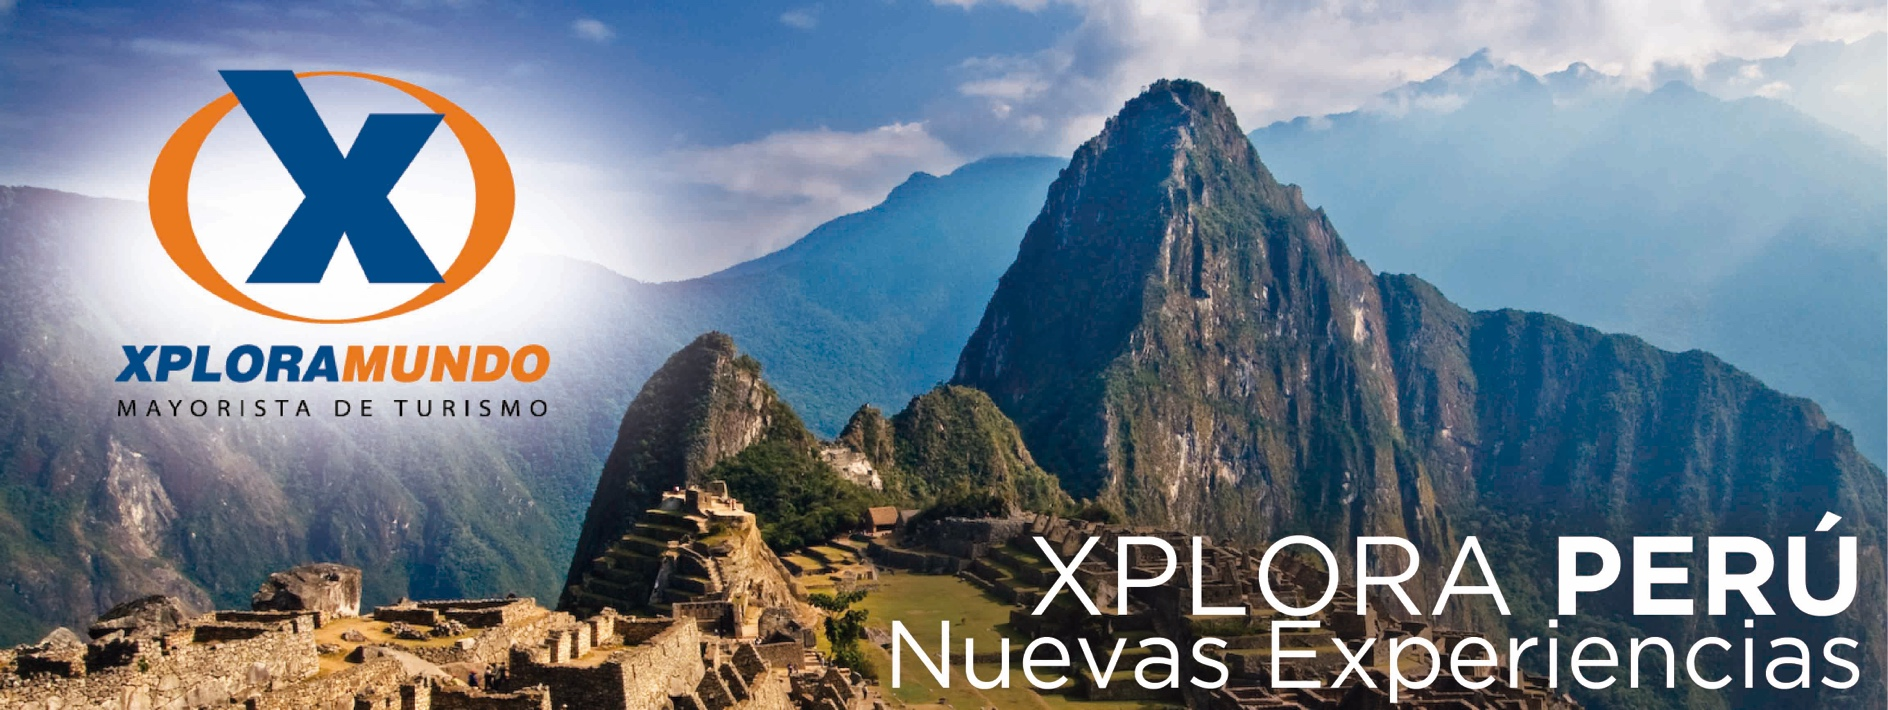 X
XPLORAMUNDO
MAYORISTA DE TURISMO
XPLORA PERÚ
Nuevas Experiencias